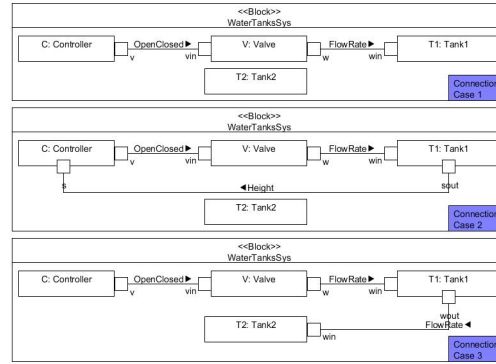 <<Block>>
WaterTanksSys
C: Controller
OpenClosed
V: Valve
FlowRate
T1: Tank1
v
vin
w
win
T2: Tank2
Connection
Case 1
<<Block>>
WaterTanksSys
C: Controller
OpenClosed
V: Valve
FlowRate
T1: Tank1
v
vin
w
win
s
sout
Height
T2: Tank2
Connection
Case 2
<<Block>>
WaterTanksSys
C: Controller
OpenClosed
V: Valve
FlowRate
T1: Tank1
v
vin
w
win
wout
T2: Tank2
FlowRate
win
Connection
Case 3